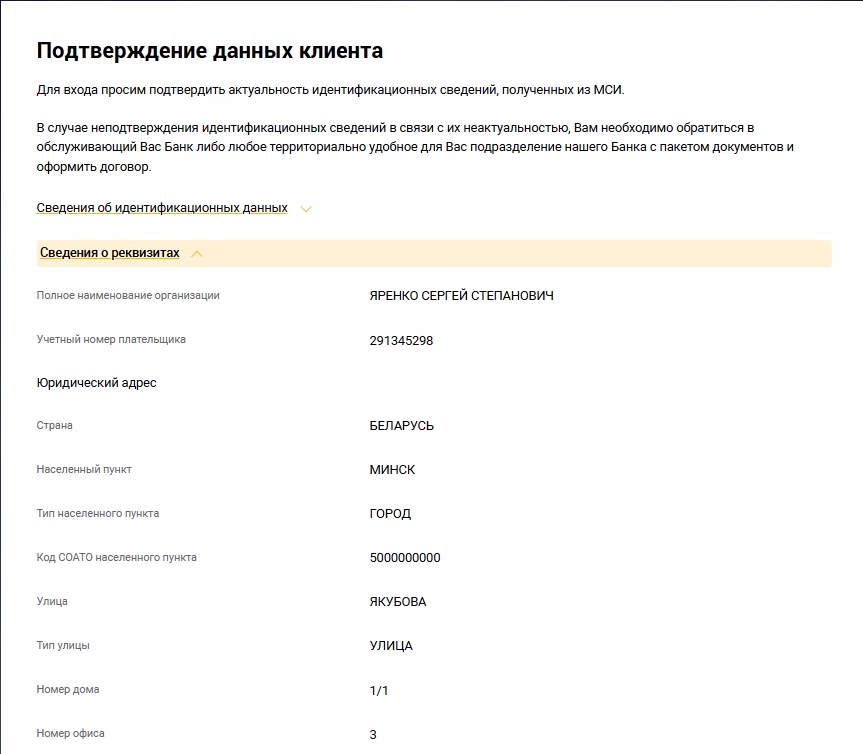 Подтверждение данных клиента
Для входа просим подтвердить актуальность идентификационных сведений, полученных из МСИ.
В случае неподтверждения идентификационных сведений в связи с их неактуальностью, Вам необходимо обратиться в
обслуживающий Вас Банк либо любое территориально удобное для Вас подразделение нашего Банка с пакетом документов и
оформить договор.
Сведения об идентификационных данных
Сведения о реквизитах
Полное наименование организации ЯРЕНКО СЕРГЕЙ СТЕПАНОВИЧ
Учетный номер плательщика 291345298
Юридический адрес
Страна БЕЛАРУСЬ
Населенный пункт МИНСК
Тип населенного пункта ГОРОД
Код СОАТО населенного пункта 5000000000
Улица ЯКУБОВА
Тип улицы УЛИЦА
Номер дома 1/1
Номер офиса 3